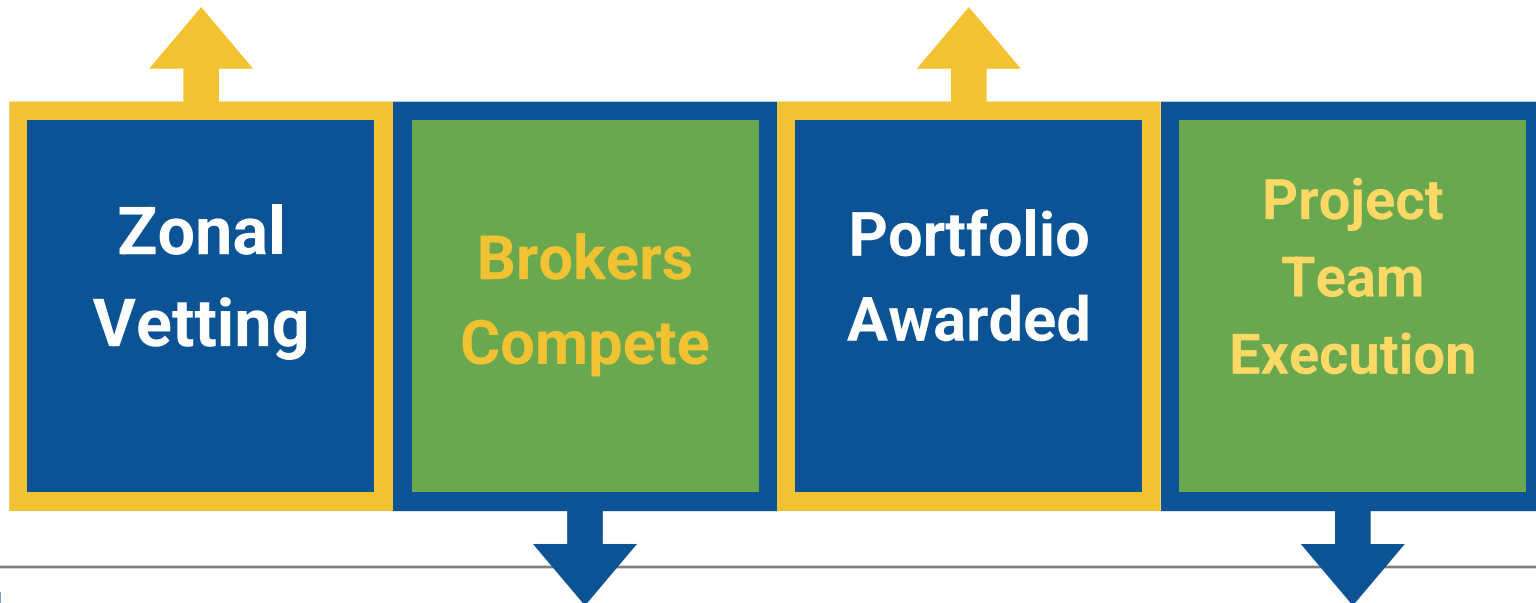 Zonal
Vetting
Brokers
Compete
Portfolio
Awarded
Project
Team
Execution